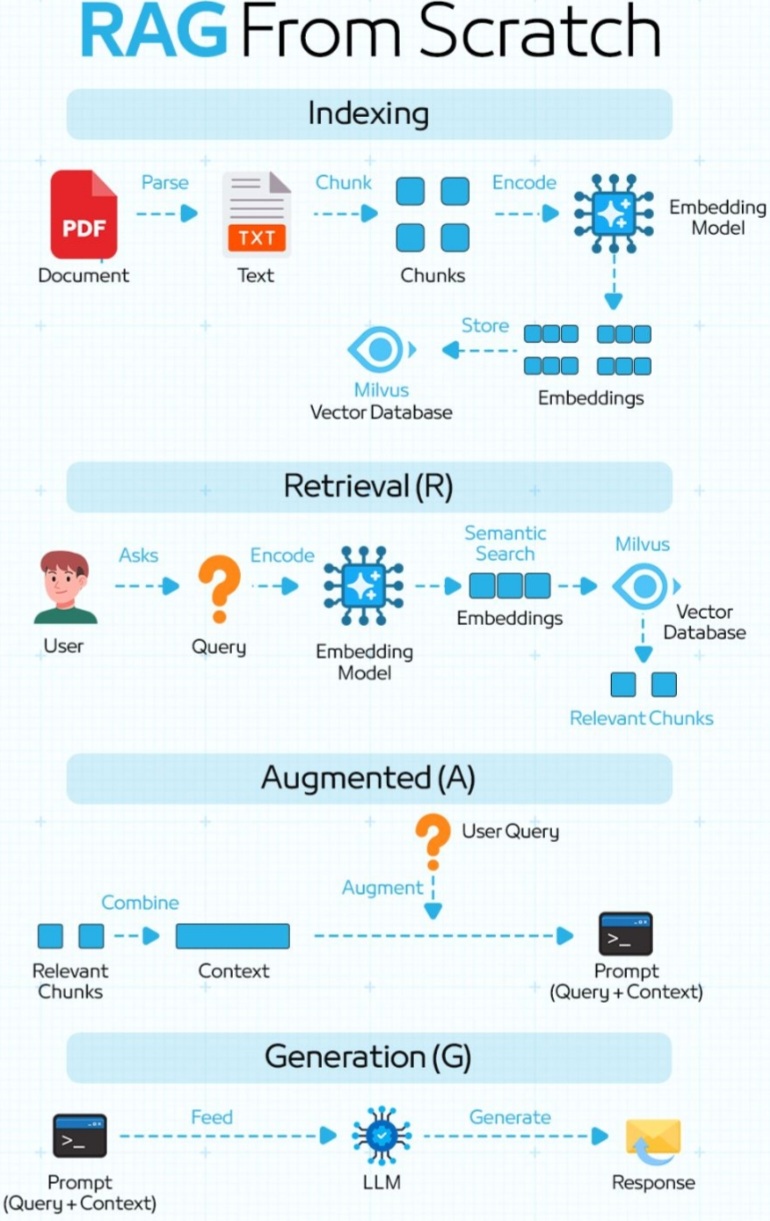 RAG From Scratch
Indexing
Parse
Chunk
Encode
PDF
TXT
Embedding
Model
Document
Text
Chunks
Store
Milvus
Vector Database
Embeddings
Retrieval (R)
Asks
Encode
Semantic
Search
Milvus
User
Query
Embedding
Model
Embeddings
Vector
Database
Relevant Chunks
Augmented (A)
User Query
Augment
Combine
>_
Relevant
Chunks
Context
Prompt
(Query + Context)
Generation (G)
Feed
Generate
>_
Prompt
(Query + Context)
LLM
Response